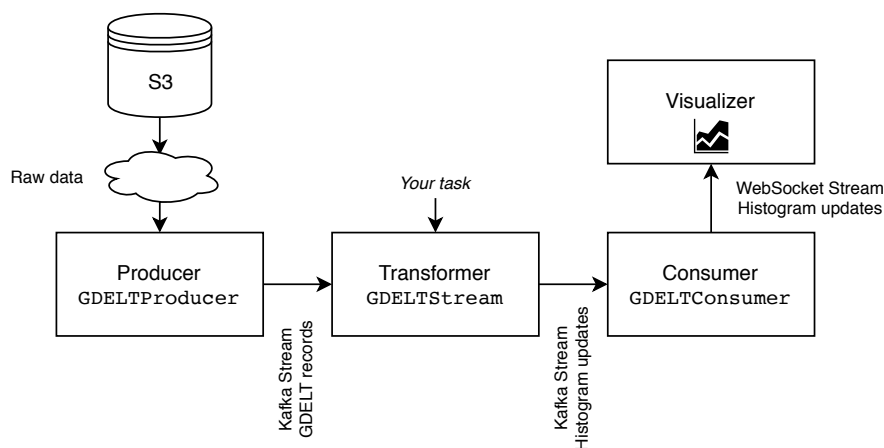 S3
Raw data
Your task
Producer
GDELTProducer
Kafka Stream
GDELT records
Transformer
GDELTStream
Kafka Stream
Histogram updates
Consumer
GDELTConsumer
WebSocket Stream
Histogram updates
Visualizer